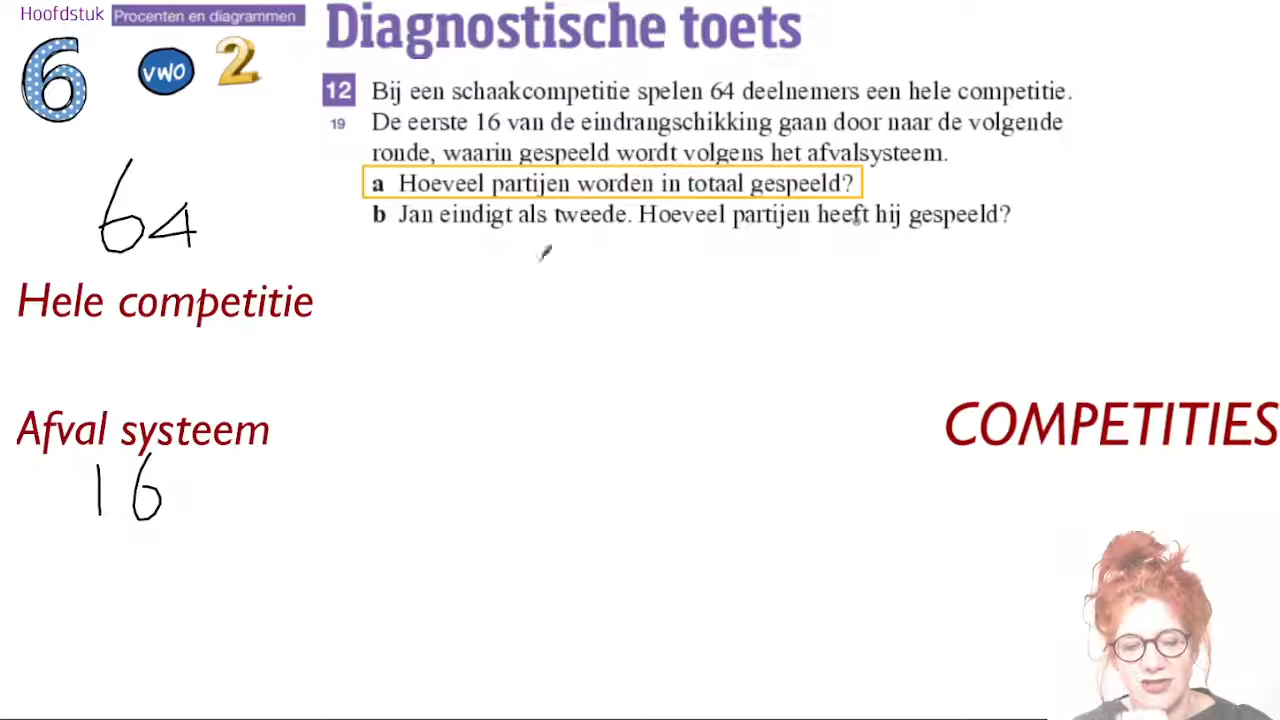 Hoofdstuk Procenten en diagrammen
6 vwo 2
Diagnostische toets
12 Bij een schaakcompetitie spelen 64 deelnemers een hele competitie.
19 De eerste 16 van de eindrangschikking gaan door naar de volgende
ronde, waarin gespeeld wordt volgens het afvalsysteem.
a Hoeveel partijen worden in totaal gespeeld?
b Jan eindigt als tweede. Hoeveel partijen heeft hij gespeeld?
64
Hele competitie
Afval systeem
16
COMPETITIES